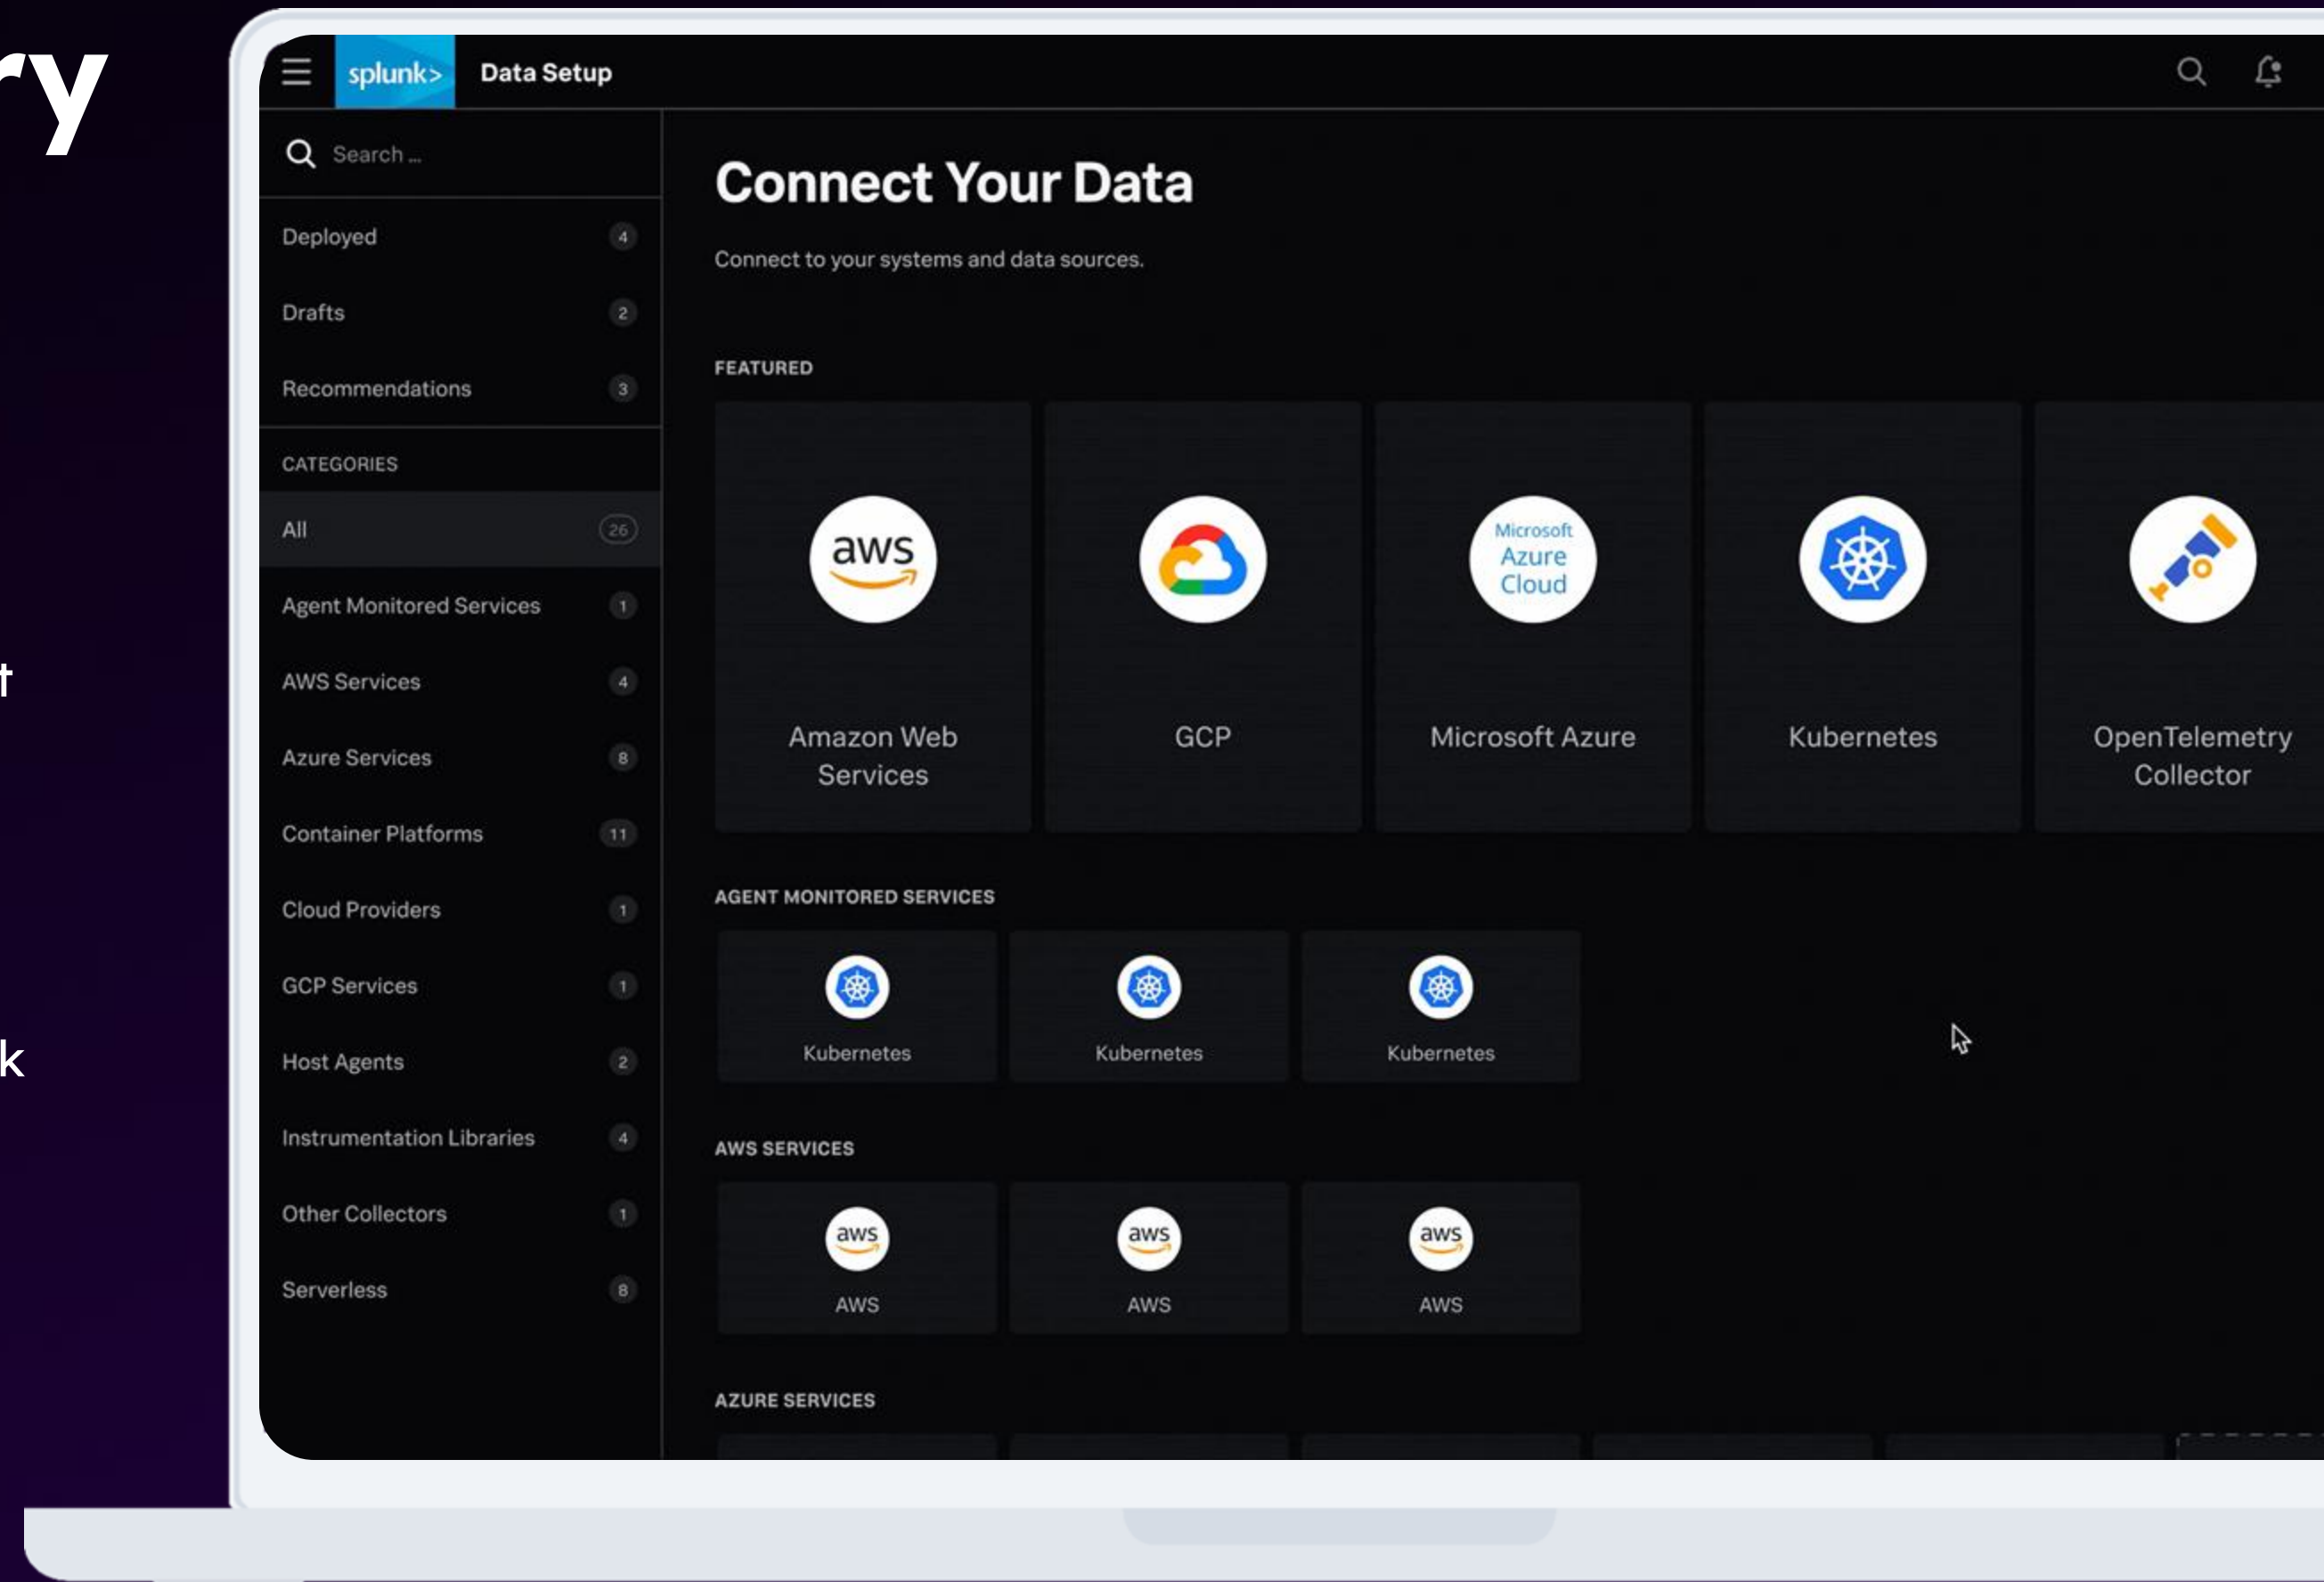 ry
t
k
splunk>
Data Setup
Search ...
Deployed 4
Drafts 2
Recommendations 3
CATEGORIES
All 26
Agent Monitored Services 1
AWS Services 4
Azure Services 8
Container Platforms 11
Cloud Providers 1
GCP Services 1
Host Agents 2
Instrumentation Libraries 4
Other Collectors 1
Serverless 8
Connect Your Data
Connect to your systems and data sources.
FEATURED
aws
Amazon Web
Services
GCP
Microsoft
Azure
Cloud
Microsoft Azure
Kubernetes
OpenTelemetry
Collector
AGENT MONITORED SERVICES
Kubernetes
Kubernetes
Kubernetes
AWS SERVICES
aws
AWS
aws
AWS
aws
AWS
AZURE SERVICES